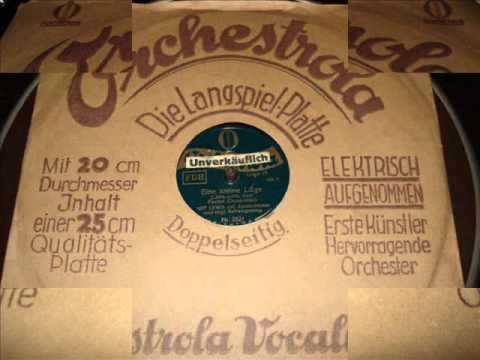 Orchestrola
Die Langspiel-Platte
Mit 20 cm
Durchmesser
Inhalt
einer 25 cm
Qualitäts-
Platte
Unverkäuflich
Eine kleine Lüge
Doppelseitig
ELEKTRISCH
AUFGENOMMEN
Erste Künstler
Hervorragende
Orchester
strola Vocal